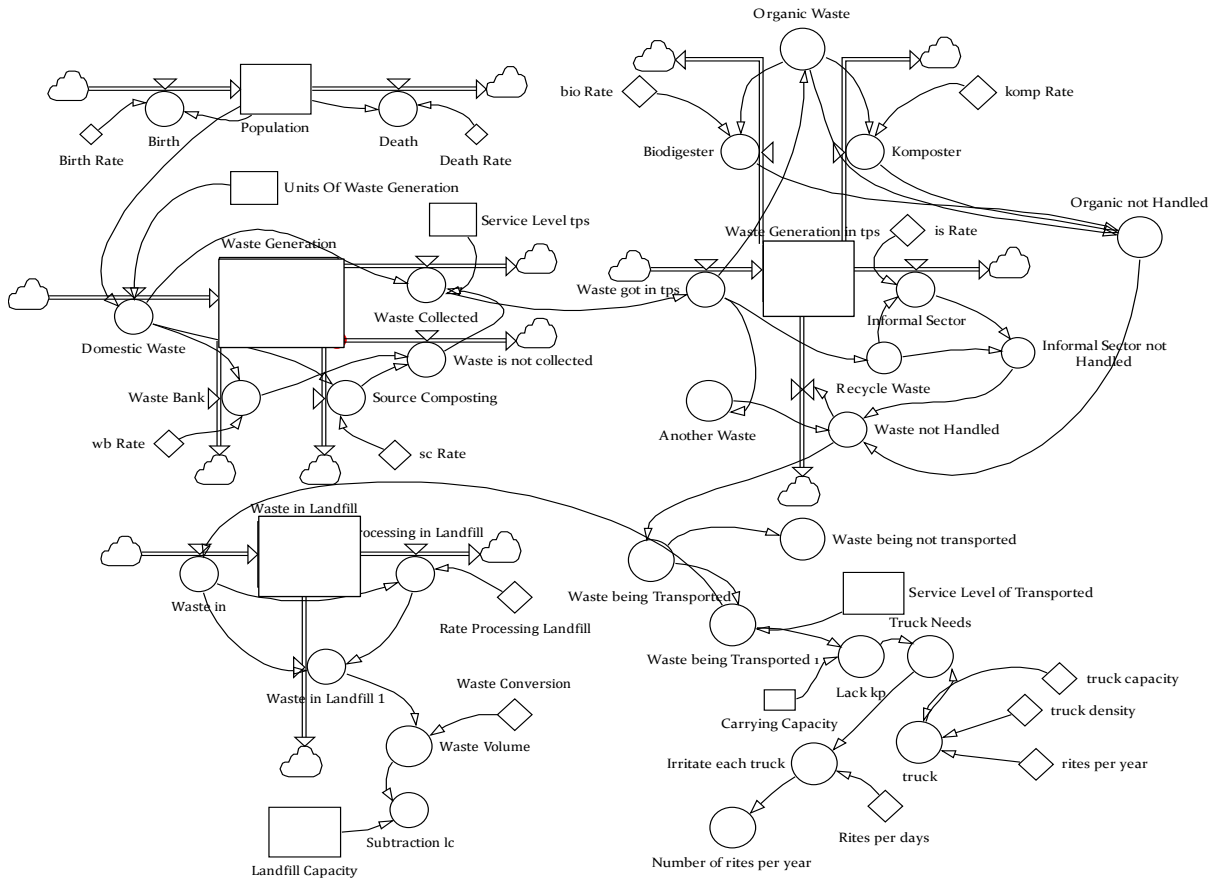 Organic Waste
bio Rate
komp Rate
Population
Birth
Death
Birth Rate
Death Rate
Biodigester
Komposter
Units Of Waste Generation
Service Level tps
Organic not Handled
Waste Generation
Waste Generation in tps
is Rate
Waste got in tps
Waste Collected
Informal Sector
Domestic Waste
Waste is not collected
Informal Sector not
Handled
Recycle Waste
Waste Bank
Source Composting
Another Waste
Waste not Handled
wb Rate
sc Rate
Waste in Landfill
rocessing in Landfill
Waste being not transported
Waste in
Rate Processing Landfill
Waste being Transported
Service Level of Transported
Truck Needs
Waste being Transported 1
Lack kp
Waste in Landfill 1
Waste Conversion
Carrying Capacity
truck capacity
truck density
Waste Volume
Irritate each truck
truck
rites per year
Subtraction lc
Rites per days
Landfill Capacity
Number of rites per year